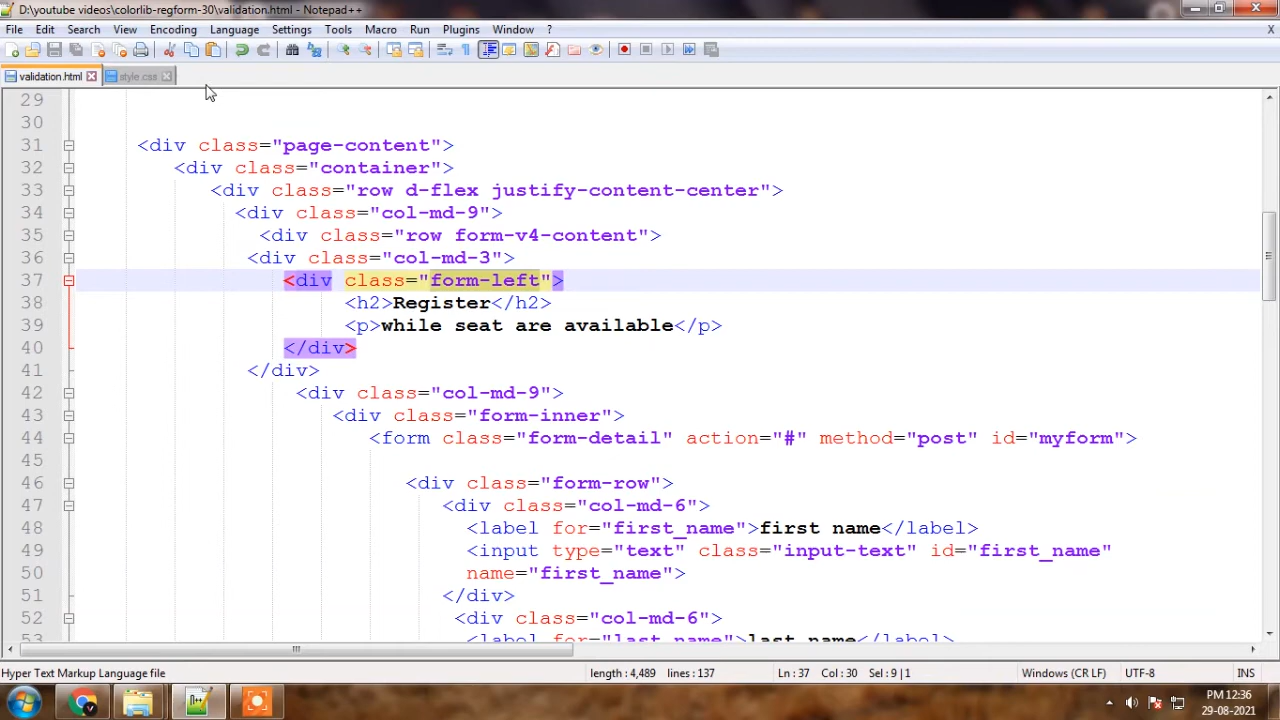 D:\youtube videos\colorlib-regform-30\validation.html - Notepad++
File Edit Search View Encoding Language Settings Tools Macro Run Plugins Window ? X
validation.html style.css
29
30
31 <div class="page-content">
32 <div class="container">
33 <div class="row d-flex justify-content-center">
34 <div class="col-md-9">
35 <div class="row form-v4-content">
36 <div class="col-md-3">
37 <div class="form-left">
38 <h2>Register</h2>
39 <p>while seat are available</p>
40 </div>
41 </div>
42 <div class="col-md-9">
43 <div class="form-inner">
44 <form class="form-detail" action="#" method="post" id="myform">
45
46 <div class="form-row">
47 <div class="col-md-6">
48 <label for="first_name">first name</label>
49 <input type="text" class="input-text" id="first_name"
50 name="first_name">
51 </div>
52 <div class="col-md-6">
53 <label for="last_name">last name</label>
Hyper Text Markup Language file length : 4,489 lines : 137 Ln : 37 Col : 30 Sel : 9 | 1 Windows (CR LF) UTF-8 INS
PM 12:36
29-08-2021